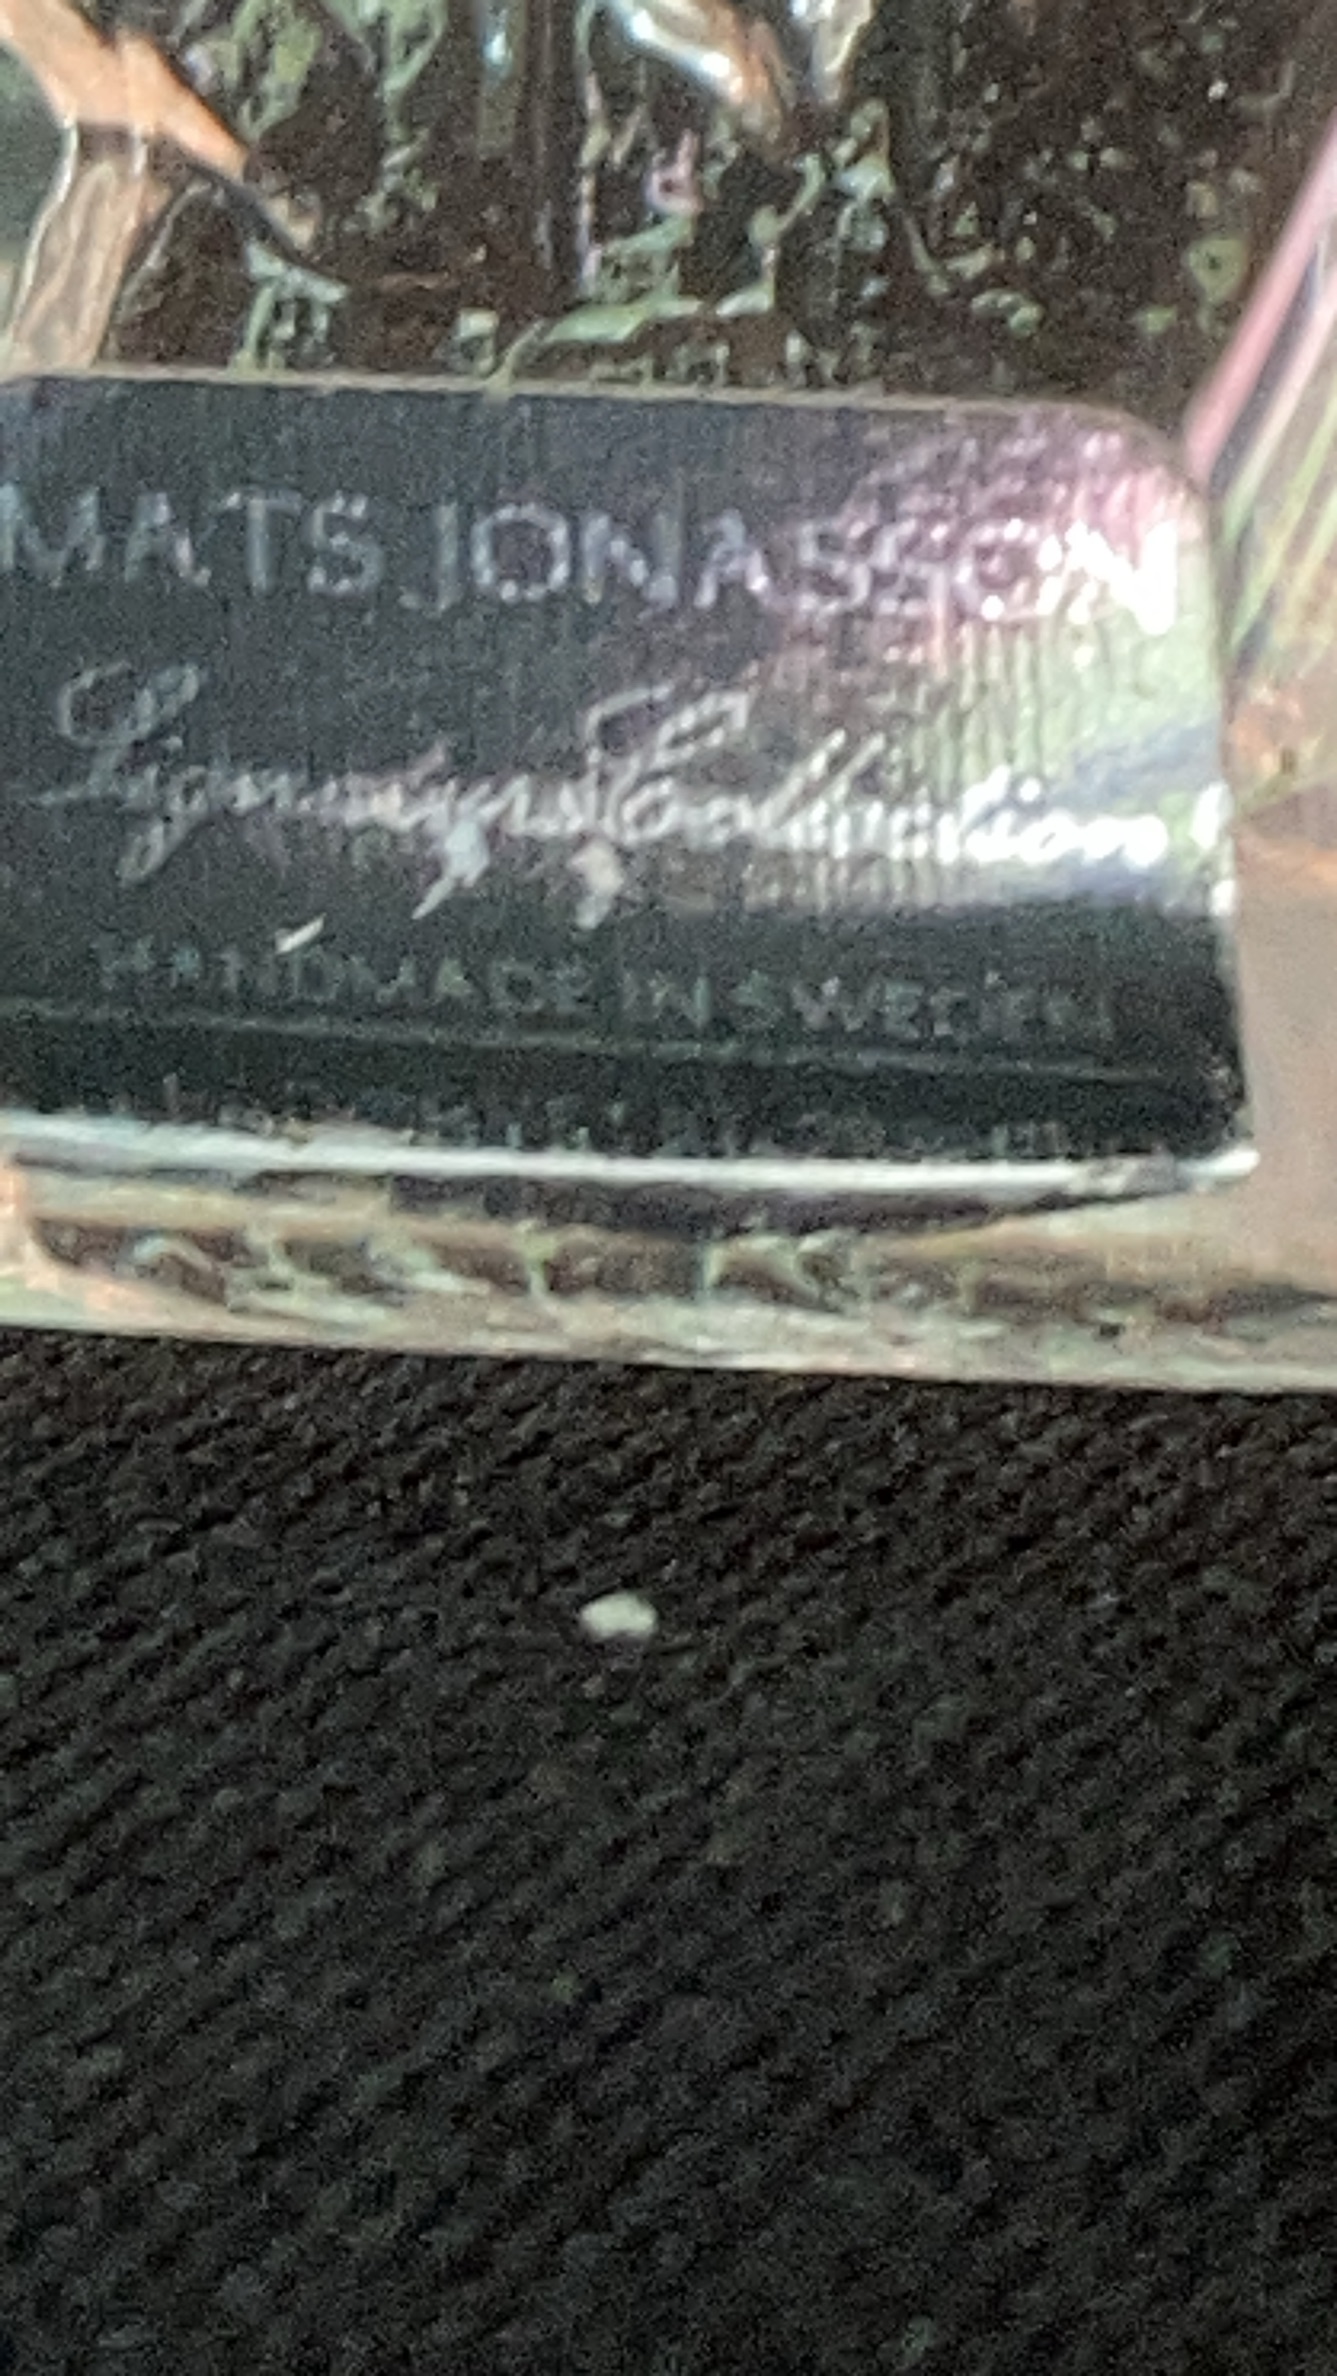 MATS JONASSON
Signature Collection
HANDMADE IN SWEDEN